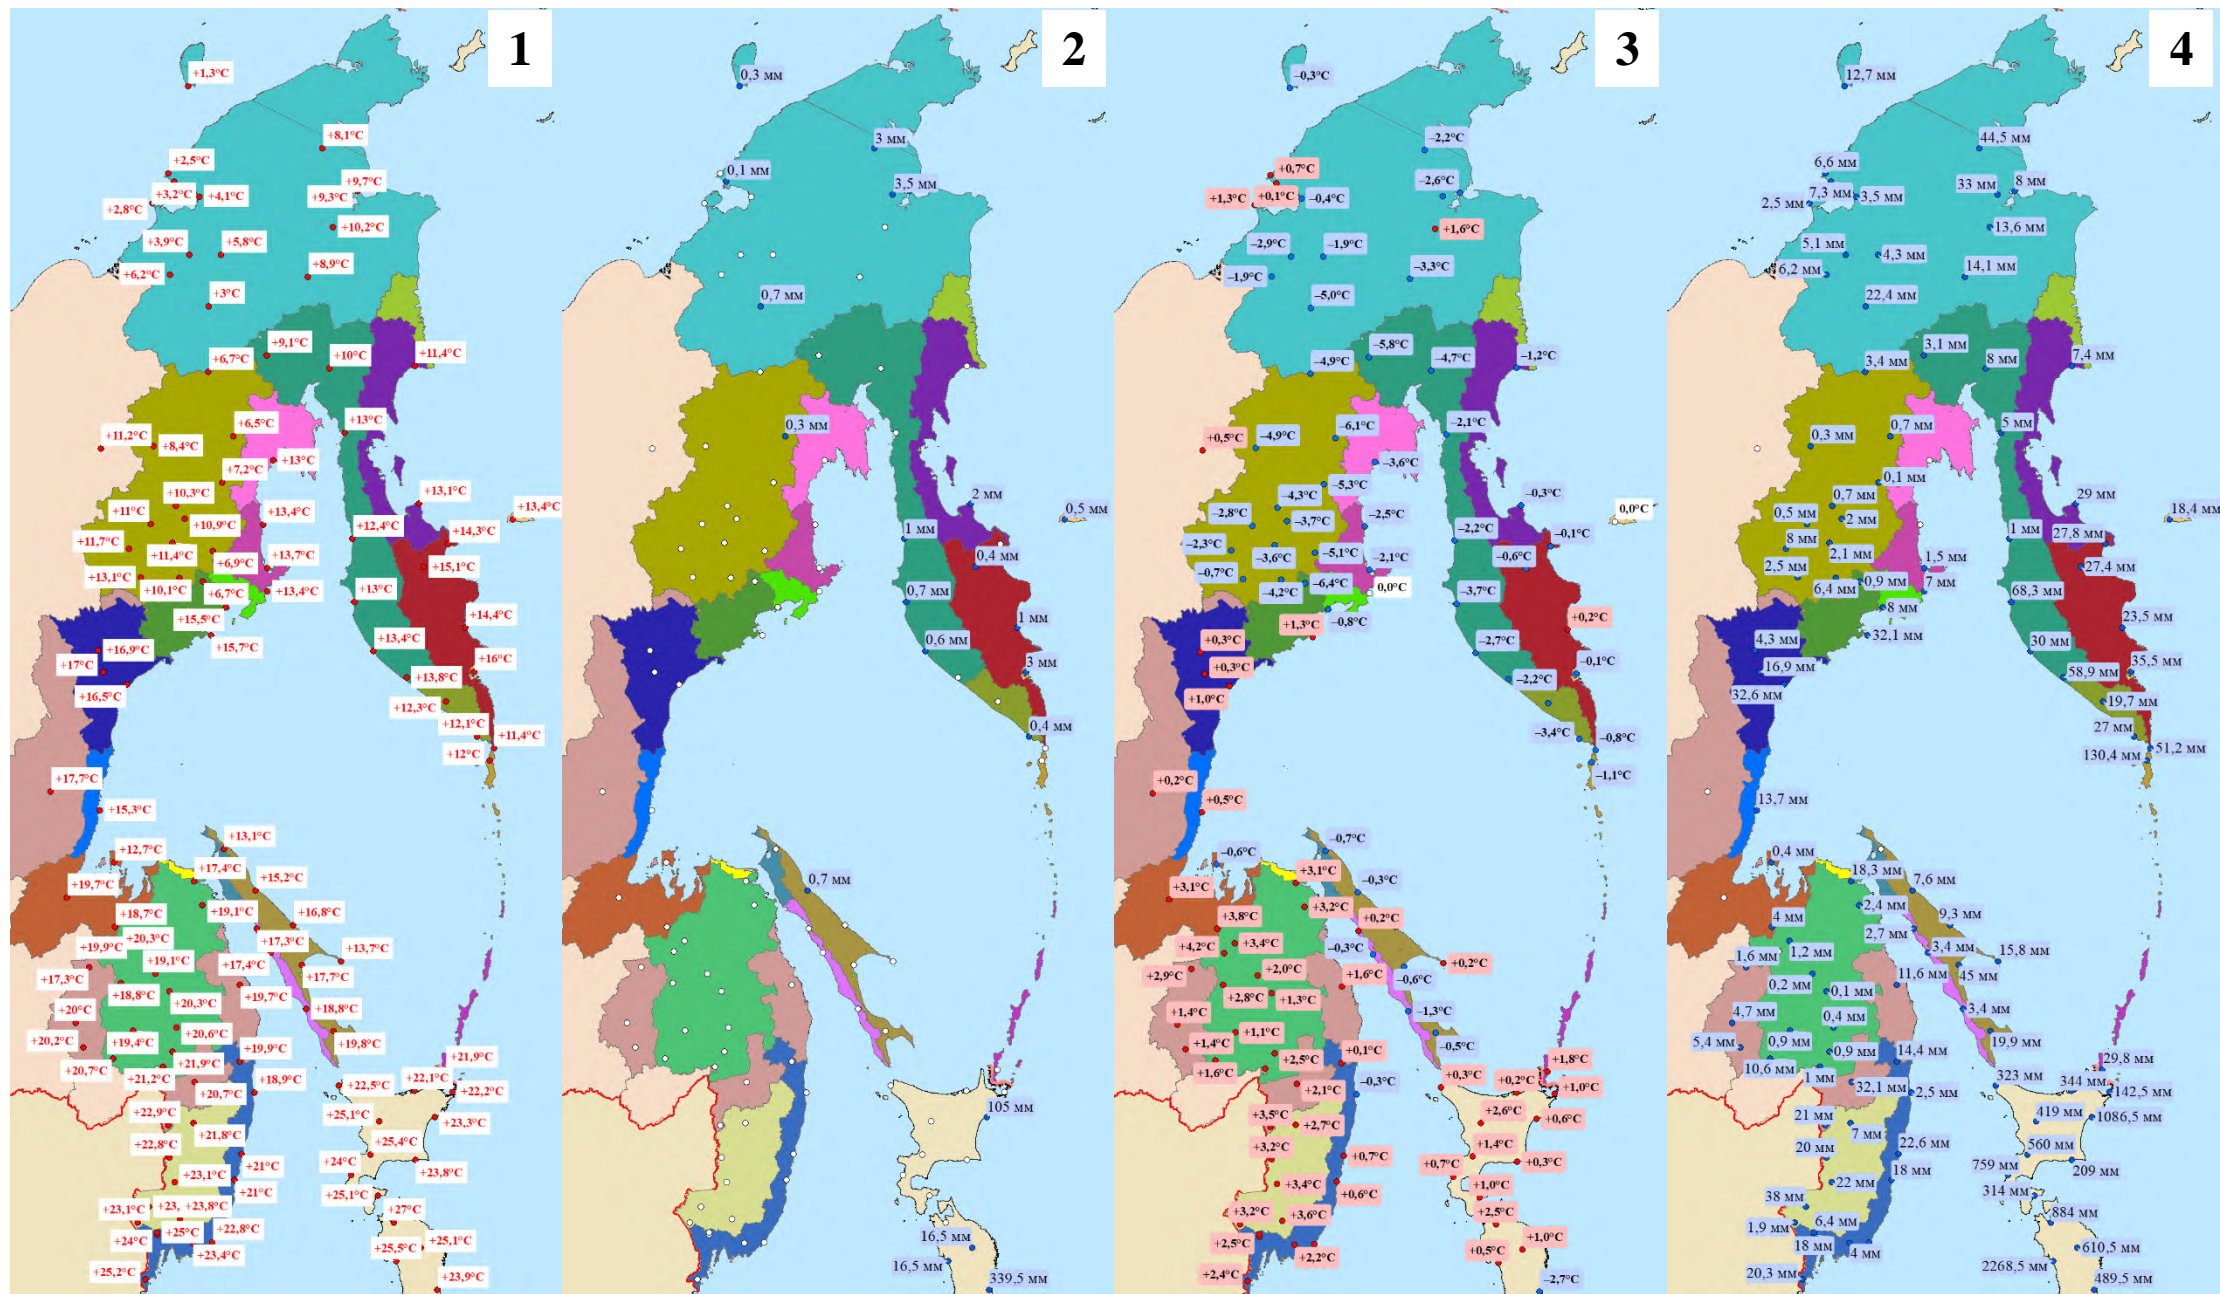 1
+1,3°C
+8,1°C
+2,5°C
+9,7°C
+3,2°C
+4,1°C
+9,3°C
+2,8°C
+10,2°C
+3,9°C
+5,8°C
+6,2°C
+8,9°C
+3°C
+9,1°C
+6,7°C
+10°C
+11,4°C
+11,2°C
+8,4°C
+6,5°C
+13°C
+7,2°C
+13°C
+10,3°C
+13,1°C
+13,4°C
+11°C
+10,9°C
+13,4°C
+12,4°C
+14,3°C
+11,7°C
+11,4°C
+6,9°C
+13,7°C
+15,1°C
+13,1°C
+10,1°C
+6,7°C
+13,4°C
+13°C
+15,5°C
+14,4°C
+15,7°C
+13,4°C
+16,9°C
+17°C
+16°C
+16,5°C
+13,8°C
+12,3°C
+12,1°C
+11,4°C
+12°C
+17,7°C
+15,3°C
+13,1°C
+12,7°C
+17,4°C
+15,2°C
+19,7°C
+18,7°C
+19,1°C
+16,8°C
+20,3°C
+19,9°C
+17,3°C
+13,7°C
+17,3°C
+19,1°C
+17,4°C
+17,7°C
+18,8°C
+20,3°C
+19,7°C
+18,8°C
+20°C
+20,2°C
+19,4°C
+20,6°C
+19,8°C
+20,7°C
+21,9°C
+19,9°C
+21,9°C
+21,2°C
+18,9°C
+22,5°C
+22,1°C
+22,2°C
+20,7°C
+22,9°C
+25,1°C
+23,3°C
+22,8°C
+21,8°C
+25,4°C
+21°C
+24°C
+23,8°C
+23,1°C
+21°C
+25,1°C
+23,1°C
+23,
+23,8°C
+27°C
+24°C
+25°C
+22,8°C
+25,1°C
+23,4°C
+25,5°C
+25,2°C
+23,9°C
2
0,3 мм
3 мм
0,1 мм
3,5 мм
0,7 мм
0,3 мм
2 мм
0,5 мм
1 мм
0,4 мм
0,7 мм
1 мм
0,6 мм
3 мм
0,4 мм
0,7 мм
105 мм
16,5 мм
16,5 мм
339,5 мм
3
–0,3°C
–2,2°C
+0,7°C
+1,3°C
+0,1°C
–0,4°C
–2,6°C
+1,6°C
–2,9°C
–1,9°C
–1,9°C
–3,3°C
–5,0°C
–5,8°C
–4,9°C
–4,7°C
–1,2°C
+0,5°C
–4,9°C
–6,1°C
–2,1°C
–3,6°C
–5,3°C
–4,3°C
–0,3°C
0,0°C
–2,8°C
–3,7°C
–2,5°C
–2,2°C
–0,1°C
–2,3°C
–3,6°C
–5,1°C
–2,1°C
–0,6°C
–0,7°C
–4,2°C
–6,4°C
0,0°C
–3,7°C
+1,3°C
–0,8°C
+0,2°C
+0,3°C
–2,7°C
+0,3°C
–0,1°C
+1,0°C
–2,2°C
–3,4°C
–0,8°C
–1,1°C
+0,2°C
+0,5°C
–0,7°C
–0,6°C
+3,1°C
–0,3°C
+3,1°C
+3,8°C
+3,2°C
+0,2°C
+4,2°C
+3,4°C
–0,3°C
+2,9°C
+2,0°C
+1,6°C
–0,6°C
+0,2°C
+2,8°C
+1,3°C
+1,4°C
–1,3°C
+1,4°C
+1,1°C
–0,5°C
+1,6°C
+2,5°C
+0,1°C
+1,8°C
+2,1°C
–0,3°C
+0,3°C
+0,2°C
+1,0°C
+3,5°C
+2,7°C
+2,6°C
+0,6°C
+3,2°C
+0,7°C
+1,4°C
+0,7°C
+0,3°C
+3,4°C
+0,6°C
+1,0°C
+3,2°C
+3,6°C
+2,5°C
+2,5°C
+2,2°C
+1,0°C
+0,5°C
+2,4°C
–2,7°C
4
12,7 мм
44,5 мм
6,6 мм
7,3 мм
3,5 мм
33 мм
8 мм
2,5 мм
13,6 мм
5,1 мм
4,3 мм
6,2 мм
14,1 мм
22,4 мм
3,1 мм
3,4 мм
8 мм
7,4 мм
0,3 мм
0,7 мм
5 мм
0,1 мм
0,7 мм
29 мм
18,4 мм
0,5 мм
2 мм
1 мм
27,8 мм
8 мм
2,1 мм
1,5 мм
27,4 мм
2,5 мм
6,4 мм
0,9 мм
7 мм
68,3 мм
8 мм
23,5 мм
32,1 мм
4,3 мм
30 мм
16,9 мм
58,9 мм
35,5 мм
32,6 мм
19,7 мм
27 мм
51,2 мм
130,4 мм
13,7 мм
0,4 мм
18,3 мм
7,6 мм
2,4 мм
4 мм
9,3 мм
2,7 мм
1,6 мм
1,2 мм
3,4 мм
15,8 мм
0,2 мм
11,6 мм
45 мм
0,1 мм
4,7 мм
0,4 мм
3,4 мм
5,4 мм
0,9 мм
0,9 мм
19,9 мм
10,6 мм
14,4 мм
29,8 мм
1 мм
32,1 мм
2,5 мм
323 мм
344 мм
142,5 мм
21 мм
7 мм
419 мм
1086,5 мм
20 мм
22,6 мм
560 мм
759 мм
209 мм
22 мм
18 мм
314 мм
38 мм
1,9 мм
6,4 мм
884 мм
18 мм
4 мм
610,5 мм
20,3 мм
2268,5 мм
489,5 мм